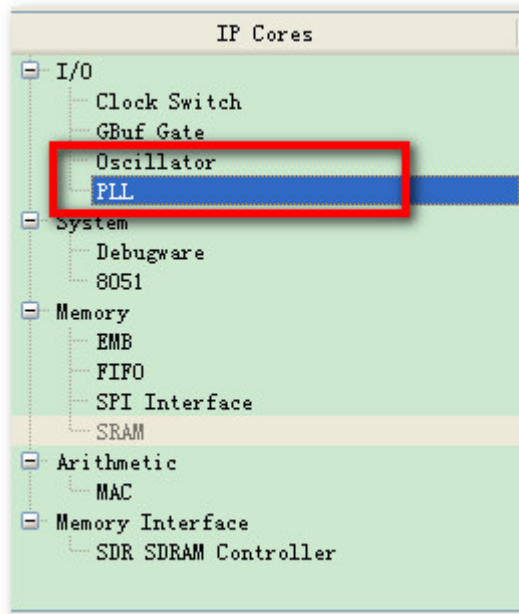 IP Cores
I/O
Clock Switch
GBuf Gate
Oscillator
PLL
System
Debugware
8051
Memory
EMB
FIFO
SPI Interface
SRAM
Arithmetic
MAC
Memory Interface
SDR SDRAM Controller